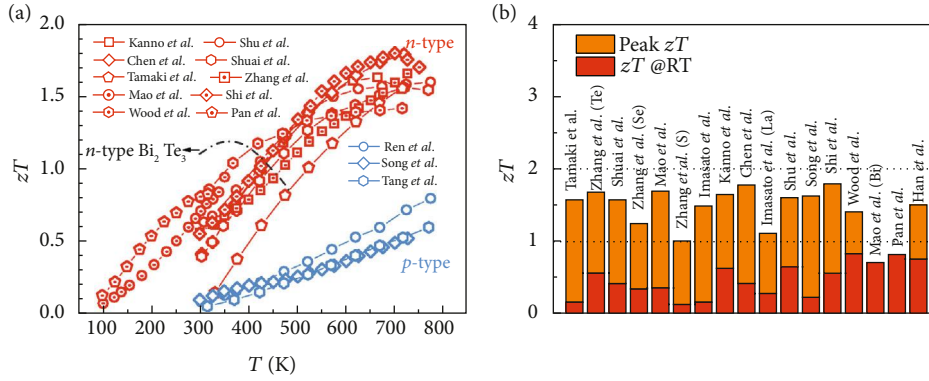 (a)
2.0
1.5
1.0
0.5
0.0
zT
Kanno et al.
Shu et al.
Chen et al.
Shuai et al.
Tamaki et al.
Zhang et al.
Mao et al.
Shi et al.
Wood et al.
Pan et al.
n-type
n-type Bi2 Te3
Ren et al.
Song et al.
Tang et al.
p-type
100 200 300 400 500 600 700 800
T (K)
(b)
4
3
2
1
0
zT
Peak zT
zT @RT
Tamaki et al.
Zhang et al. (Te)
Shuai et al.
Zhang et al. (Se)
Mao et al.
Zhang et al. (S)
Imasato et al.
Kanno et al.
Chen et al.
Imasato et al. (La)
Shu et al.
Song et al.
Shi et al.
Wood et al.
Mao et al. (Bi)
Pan et al.
Han et al.